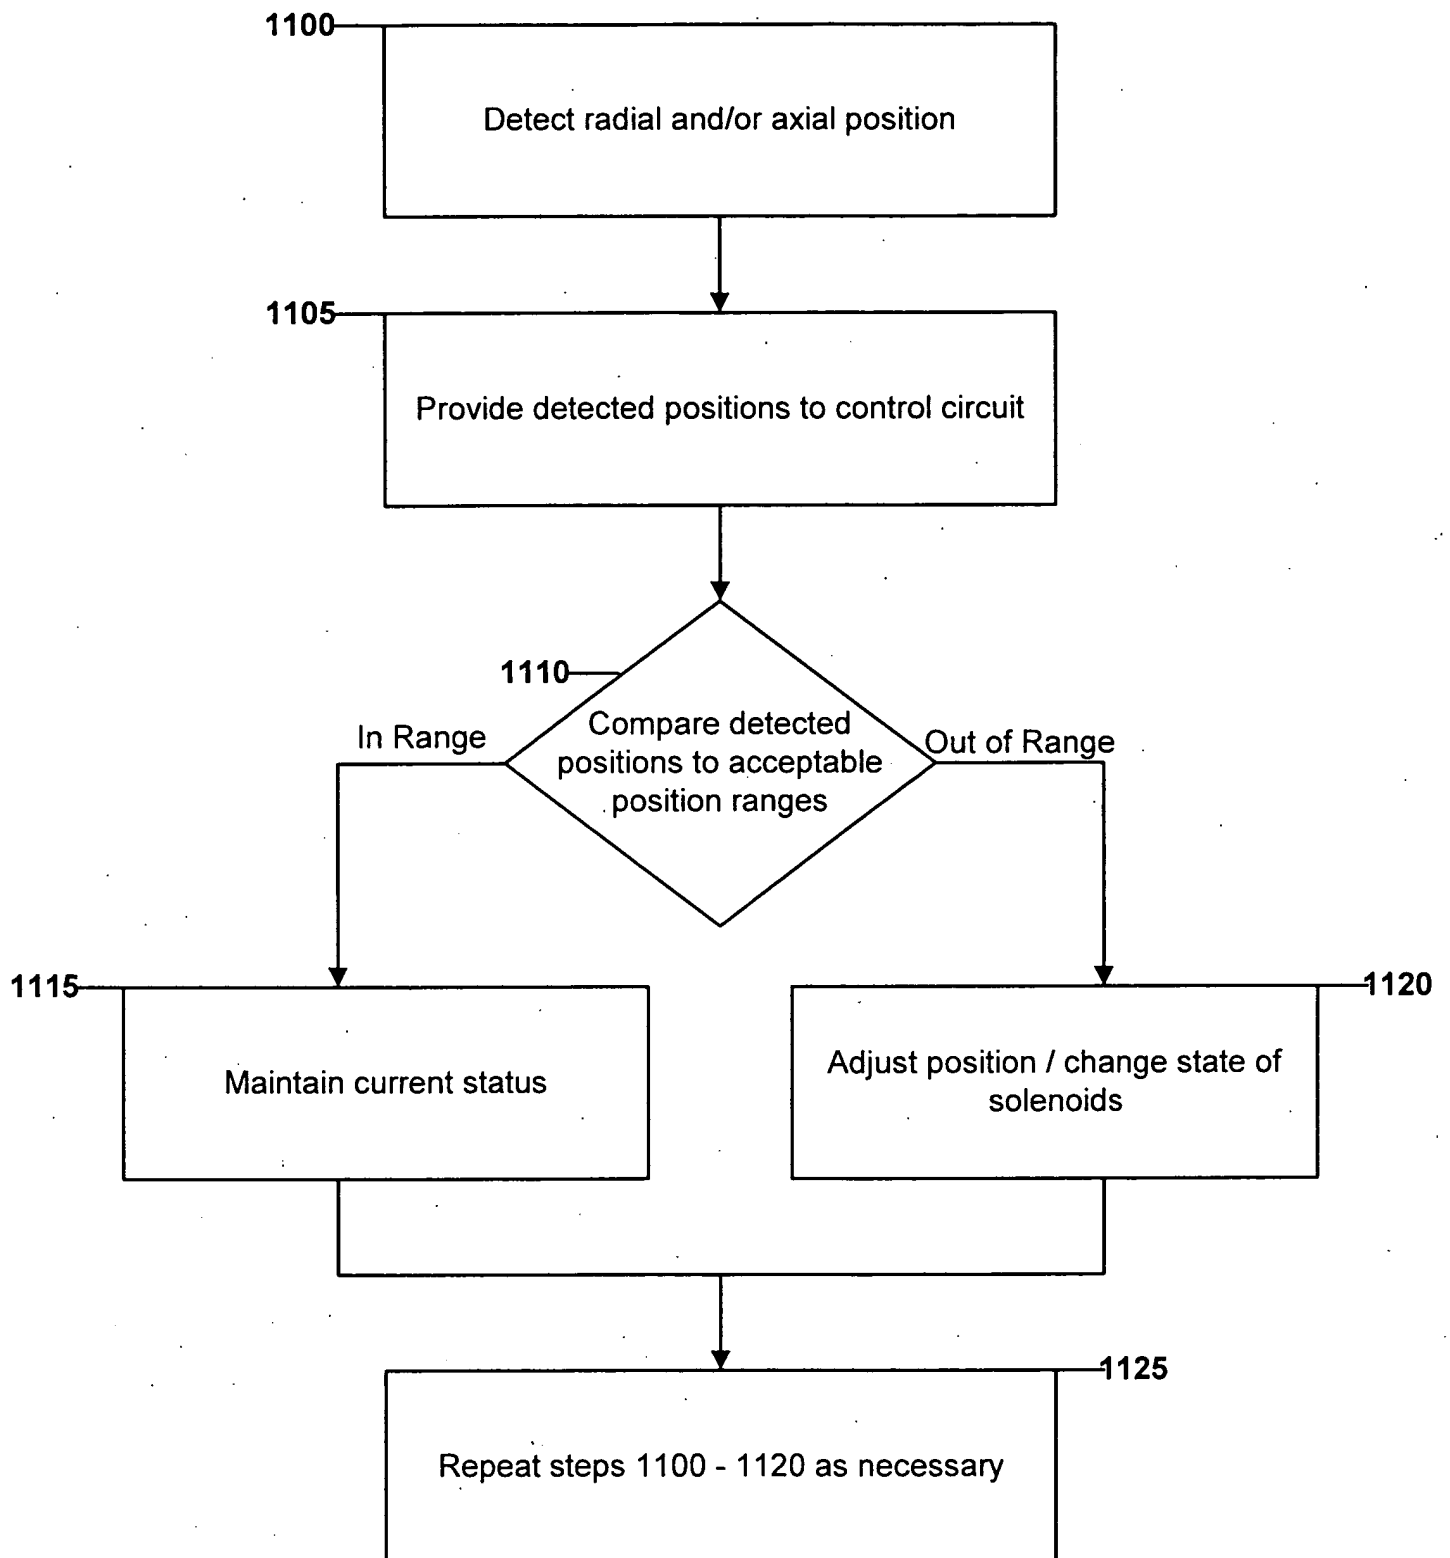 1100
Detect radial and/or axial position
1105
Provide detected positions to control circuit
1110
Compare detected
positions to acceptable
position ranges
In Range
Out of Range
1115
Maintain current status
1120
Adjust position / change state of
solenoids
1125
Repeat steps 1100 - 1120 as necessary